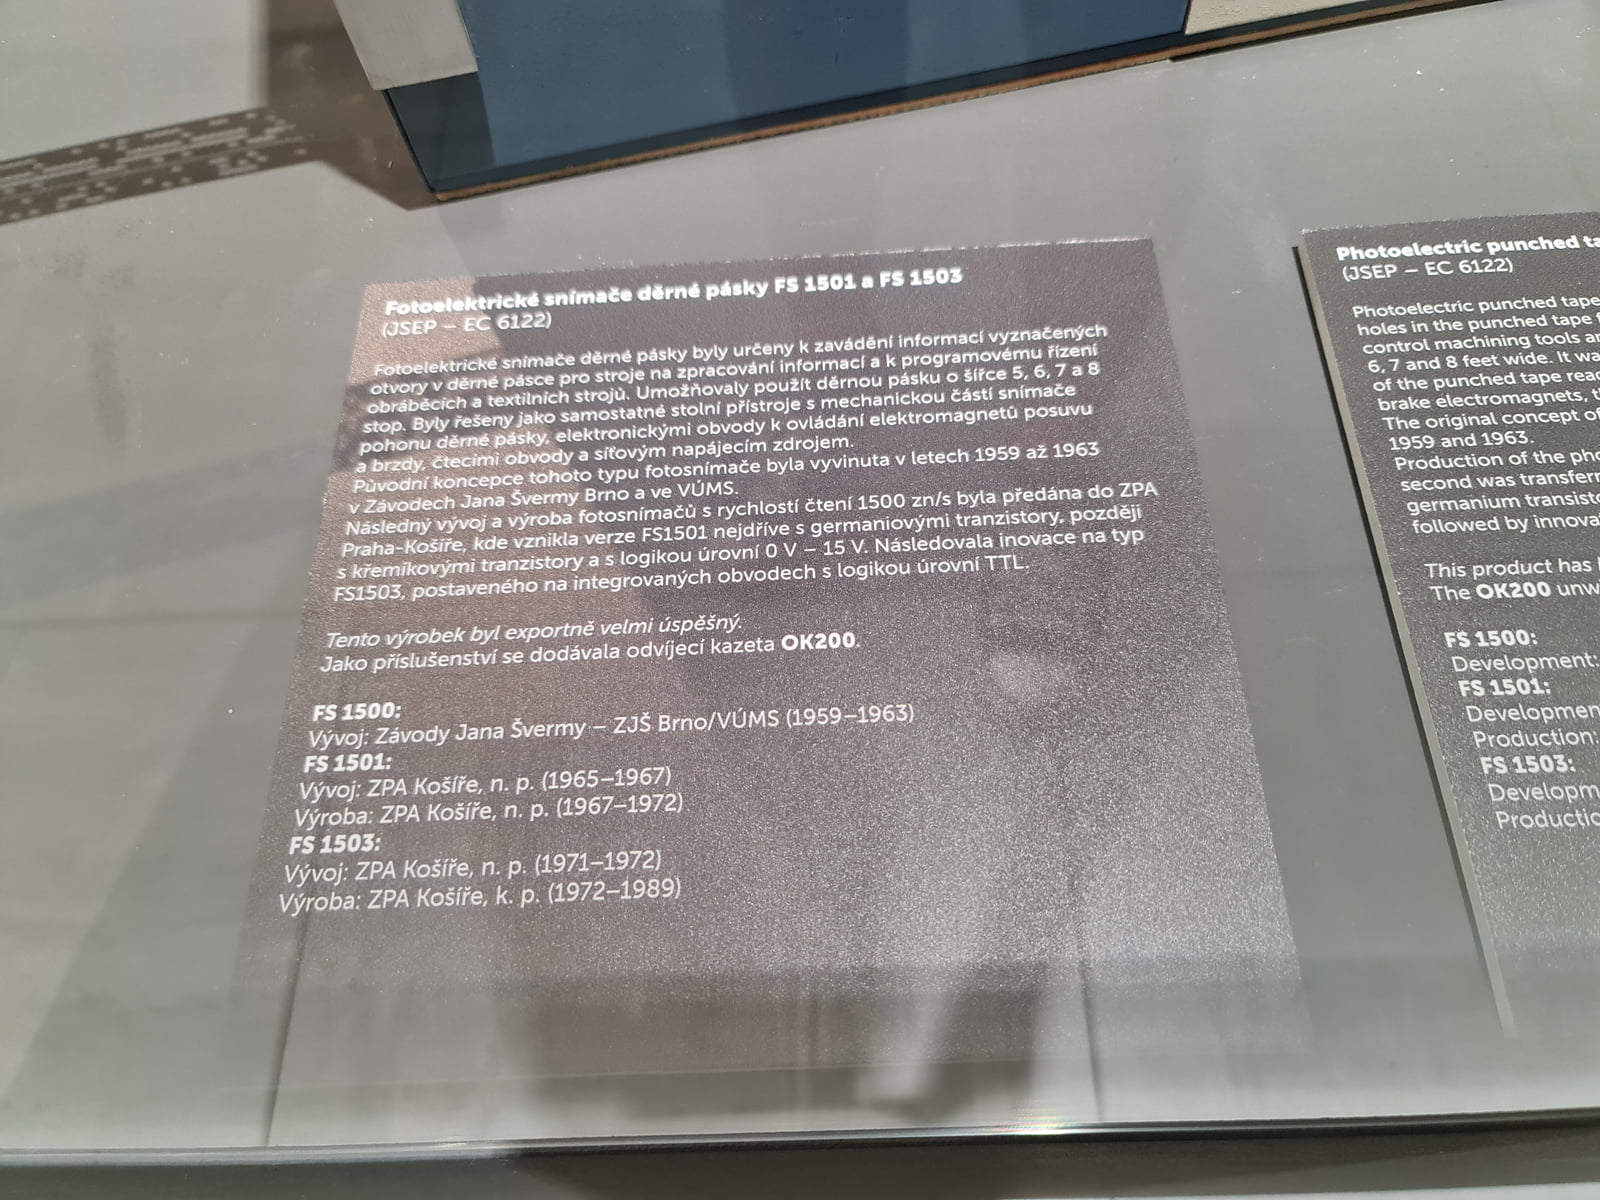 Fotoelektrické snímače děrné pásky FS 1501 a FS 1503
(JSEP – EC 6122)
Fotoelektrické snímače děrné pásky byly určeny k zavádění informací vyznačených
otvory v děrné pásce pro stroje na zpracování informací a k programovému řízení
obráběcích a textilních strojů. Umožňovaly použít děrnou pásku o šířce 5, 6, 7 a 8
stop. Byly řešeny jako samostatné stolní přístroje s mechanickou částí snímače
pohonu děrné pásky, elektronickými obvody k ovládání elektromagnetů posuvu
a brzdy, čtecími obvody a síťovým napájecím zdrojem.
Původní koncepce tohoto typu fotosnímače byla vyvinuta v letech 1959 až 1963
v Závodech Jana Švermy Brno a ve VÚMS.
Následný vývoj a výroba fotosnímačů s rychlostí čtení 1500 zn/s byla předána do ZPA
Praha-Košíře, kde vznikla verze FS1501 nejdříve s germaniovými tranzistory, později
s křemíkovými tranzistory a s logikou úrovní 0 V – 15 V. Následovala inovace na typ
FS1503, postaveného na integrovaných obvodech s logikou úrovní TTL.
Tento výrobek byl exportně velmi úspěšný.
Jako příslušenství se dodávala odvíjecí kazeta OK200.
FS 1500:
Vývoj: Závody Jana Švermy – ZJŠ Brno/VÚMS (1959–1963)
FS 1501:
Vývoj: ZPA Košíře, n. p. (1965–1967)
Výroba: ZPA Košíře, n. p. (1967–1972)
FS 1503:
Vývoj: ZPA Košíře, n. p. (1971–1972)
Výroba: ZPA Košíře, k. p. (1972–1989)
Photoelectric punched
(JSEP – EC 6122)
Photoelectric punched tape
holes in the punched tape
control machining tools
6, 7 and 8 feet wide. It
of the punched tape
brake electromagnets,
The original concept of
1959 and 1963.
Production of the
second was
germanium
followed by
This product has
The OK200
FS 1500:
Development:
FS 1501:
Production:
FS 1503: